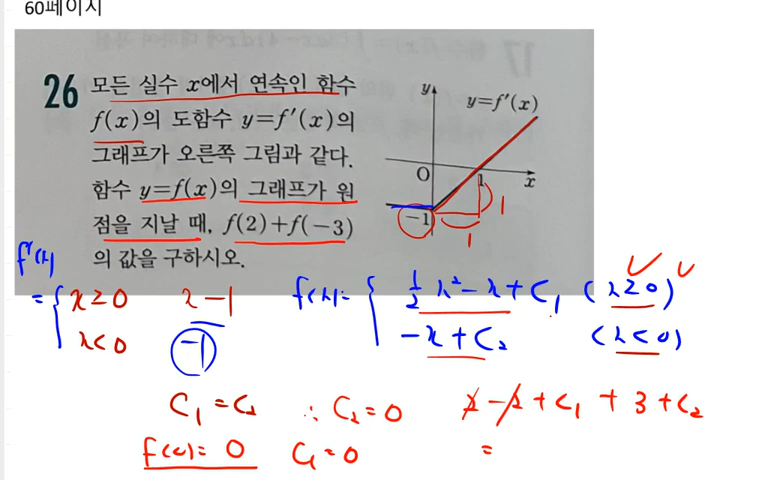 60페이지
26 모든 실수 x에서 연속인 함수
f(x)의 도함수 y=f'(x)의
그래프가 오른쪽 그림과 같다.
함수 y=f(x)의 그래프가 원
점을 지날 때, f(2)+f(-3)
의 값을 구하시오.
y
y=f'(x)
O
1
x
-1
1
1
f'(x)
= { x≥0 x-1
x<0 -1
f(x)= { 1/2 x²-x+C₁ (x≥0)
-x+C₂ (x<0)
C₁=C₂ ∴ C₂=0
f(0)=0 C₁=0
2-2+C₁+3+C₂
=